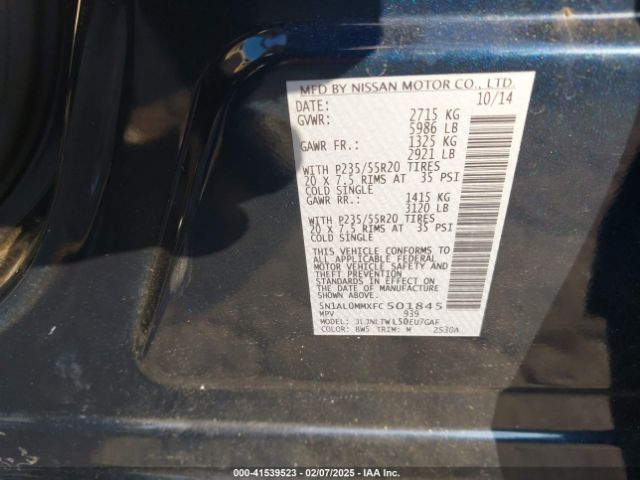 MFD BY NISSAN MOTOR CO., LTD.
DATE: 10/14
GVWR: 2715 KG
5986 LB
GAWR FR.: 1325 KG
2921 LB
WITH P235/55R20 TIRES
20 X 7.5 RIMS AT 35 PSI
COLD SINGLE
GAWR RR.: 1415 KG
3120 LB
WITH P235/55R20 TIRES
20 X 7.5 RIMS AT 35 PSI
COLD SINGLE
THIS VEHICLE CONFORMS TO
ALL APPLICABLE FEDERAL
MOTOR VEHICLE SAFETY AND
THEFT PREVENTION
STANDARDS IN EFFECT ON
THE DATE OF MANUFACTURE
SHOWN ABOVE.
5N1AL0MMXFC501845
MPV 939
MODEL: JLJNLTWL50EU7GAF
COLOR: BW5 TRIM: W ZS30A
000-41539523 — 02/07/2025 — IAA Inc.